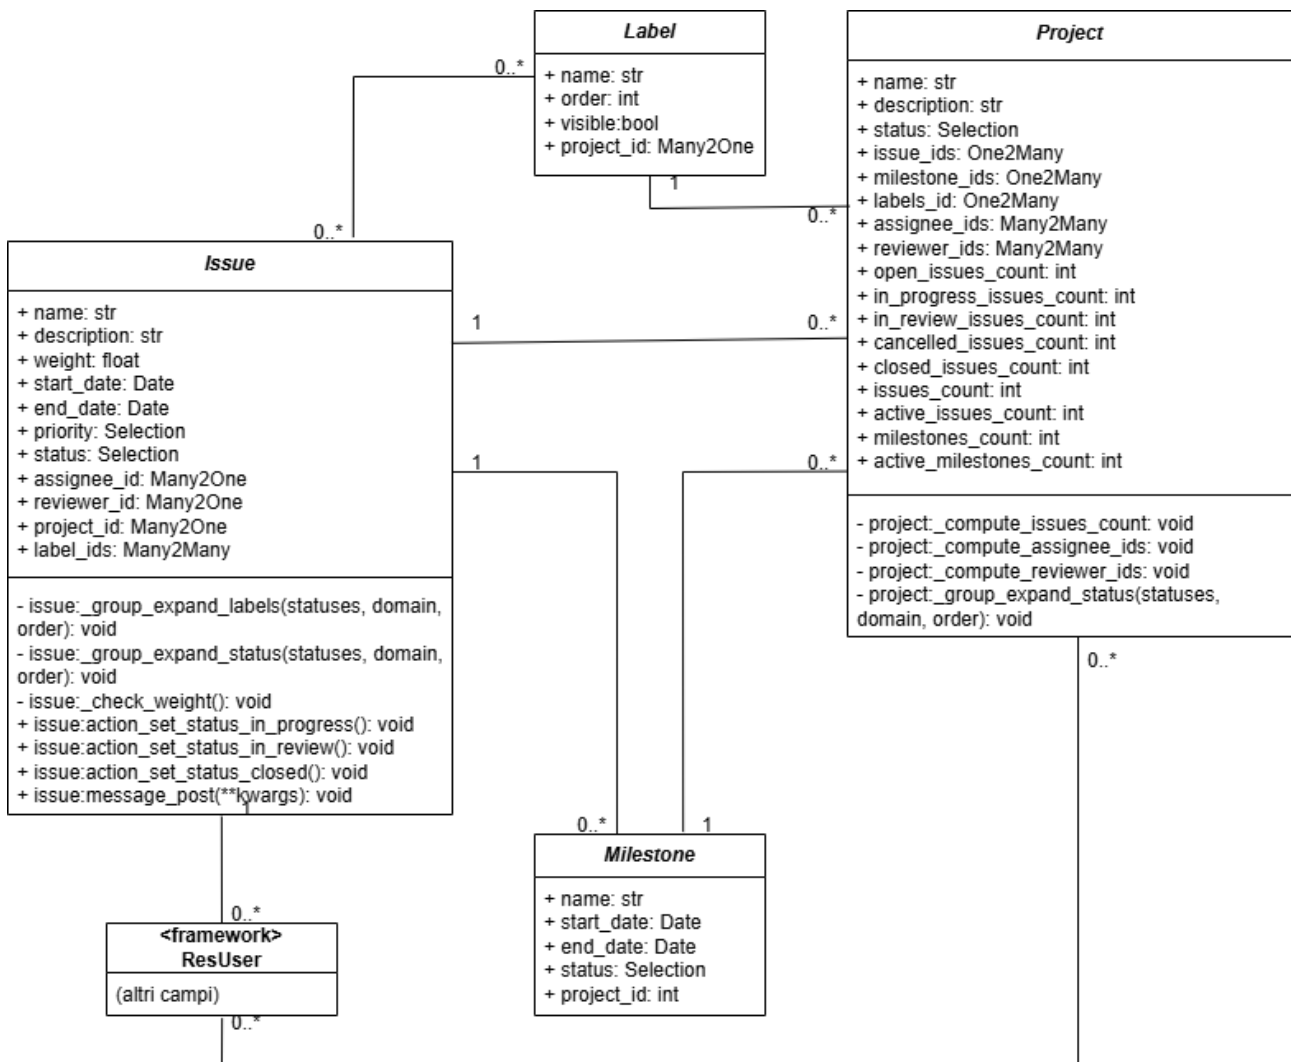 Label
+ name: str
+ order: int
+ visible:bool
+ project_id: Many2One
0..*
1
0..*
Project
+ name: str
+ description: str
+ status: Selection
+ issue_ids: One2Many
+ milestone_ids: One2Many
+ labels_id: One2Many
+ assignee_ids: Many2Many
+ reviewer_ids: Many2Many
+ open_issues_count: int
+ in_progress_issues_count: int
+ in_review_issues_count: int
+ cancelled_issues_count: int
+ closed_issues_count: int
+ issues_count: int
+ active_issues_count: int
+ milestones_count: int
+ active_milestones_count: int
- project:_compute_issues_count: void
- project:_compute_assignee_ids: void
- project:_compute_reviewer_ids: void
- project:_group_expand_status(statuses,
domain, order): void
0..*
0..*
Issue
+ name: str
+ description: str
+ weight: float
+ start_date: Date
+ end_date: Date
+ priority: Selection
+ status: Selection
+ assignee_id: Many2One
+ reviewer_id: Many2One
+ project_id: Many2One
+ label_ids: Many2Many
- issue:_group_expand_labels(statuses, domain,
order): void
- issue:_group_expand_status(statuses, domain,
order): void
- issue:_check_weight(): void
+ issue:action_set_status_in_progress(): void
+ issue:action_set_status_in_review(): void
+ issue:action_set_status_closed(): void
+ issue:message_post(**kwargs): void
1
1
0..*
1
0..*
0..*
1
Milestone
+ name: str
+ start_date: Date
+ end_date: Date
+ status: Selection
+ project_id: int
0..*
<framework>
ResUser
(altri campi)
0..*